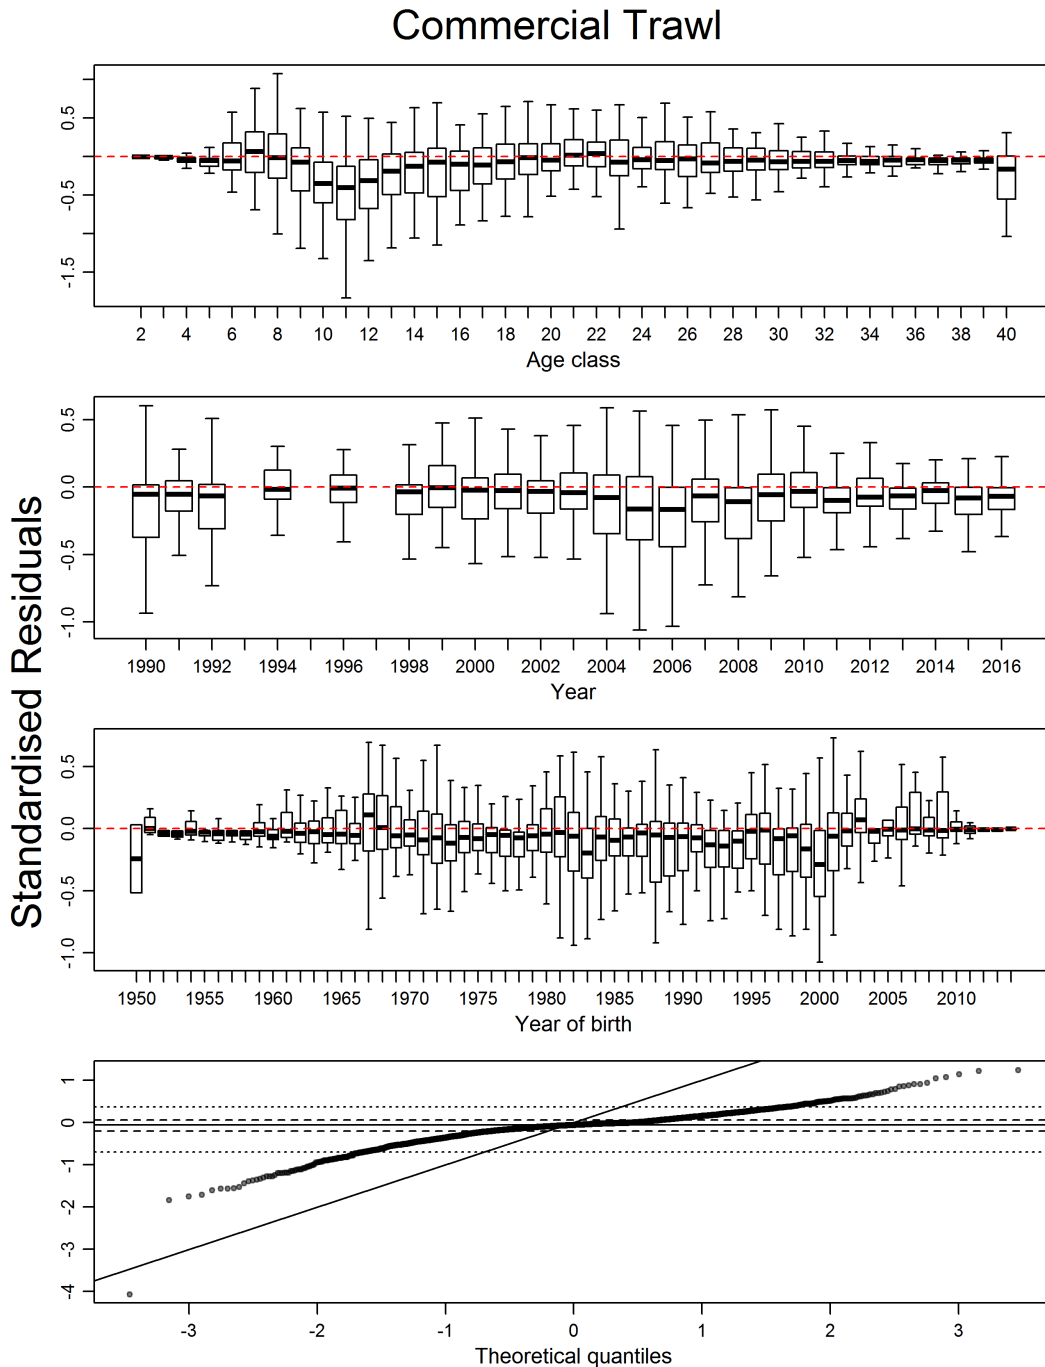 Commercial Trawl
Standardised Residuals
0.5
-0.5
-1.5
2 4 6 8 10 12 14 16 18 20 22 24 26 28 30 32 34 36 38 40
Age class
0.5
0.0
-0.5
-1.0
1990 1992 1994 1996 1998 2000 2002 2004 2006 2008 2010 2012 2014 2016
Year
0.5
0.0
-0.5
-1.0
1950 1955 1960 1965 1970 1975 1980 1985 1990 1995 2000 2005 2010
Year of birth
1
0
-1
-2
-3
-4
-3 -2 -1 0 1 2 3
Theoretical quantiles